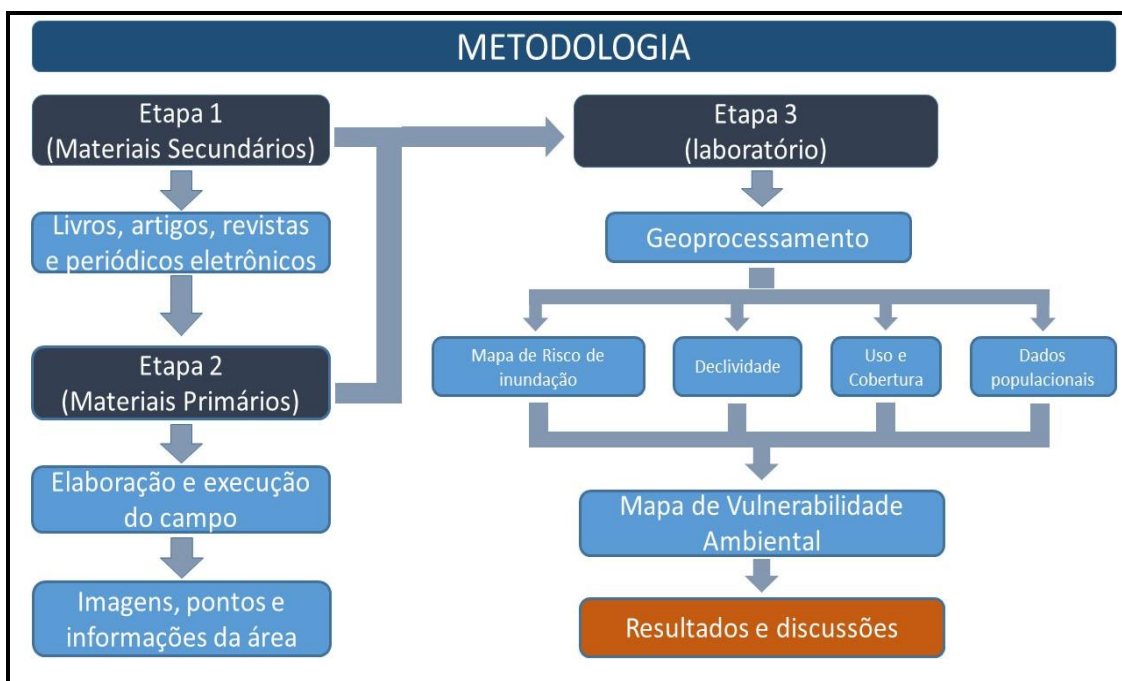 METODOLOGIA
Etapa 1
(Materiais Secundários)
Livros, artigos, revistas
e periódicos eletrônicos
Etapa 2
(Materiais Primários)
Elaboração e execução
do campo
Imagens, pontos e
informações da área
Etapa 3
(laboratório)
Geoprocessamento
Mapa de Risco de
inundação
Declividade
Uso e
Cobertura
Dados
populacionais
Mapa de Vulnerabilidade
Ambiental
Resultados e discussões